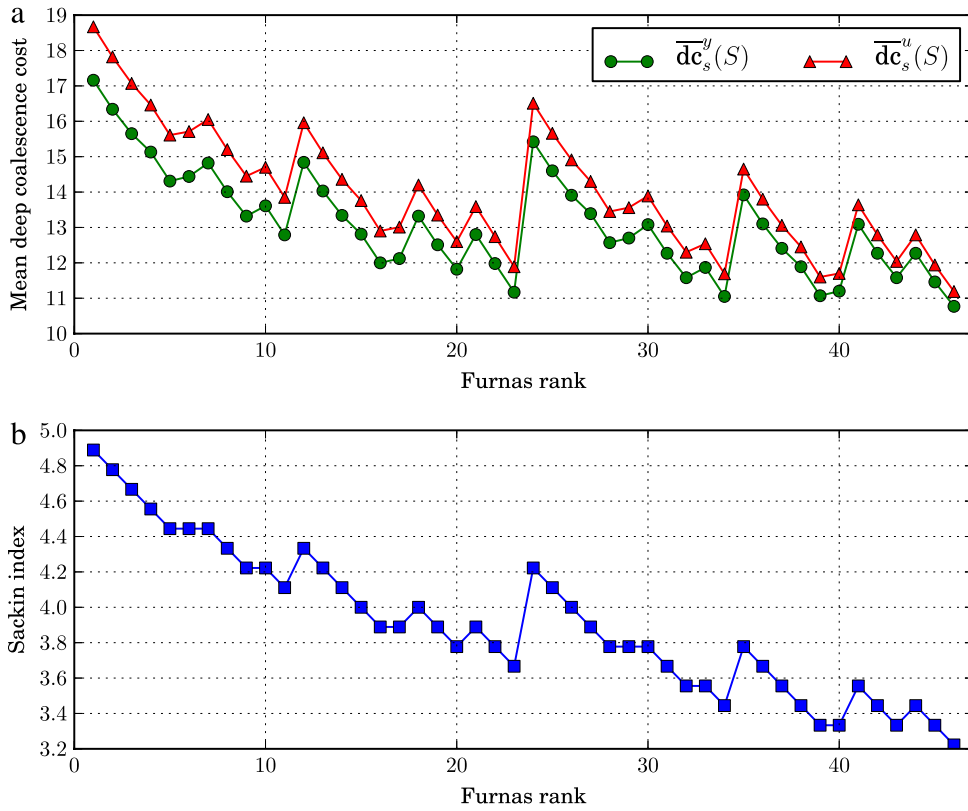 a
19
18
17
16
15
14
13
12
11
10
Mean deep coalescence cost
dc̅ₛʸ(S) dc̅ₛᵘ(S)
0 10 20 30 40
Furnas rank
b
5.0
4.8
4.6
4.4
4.2
4.0
3.8
3.6
3.4
3.2
Sackin index
0 10 20 30 40
Furnas rank